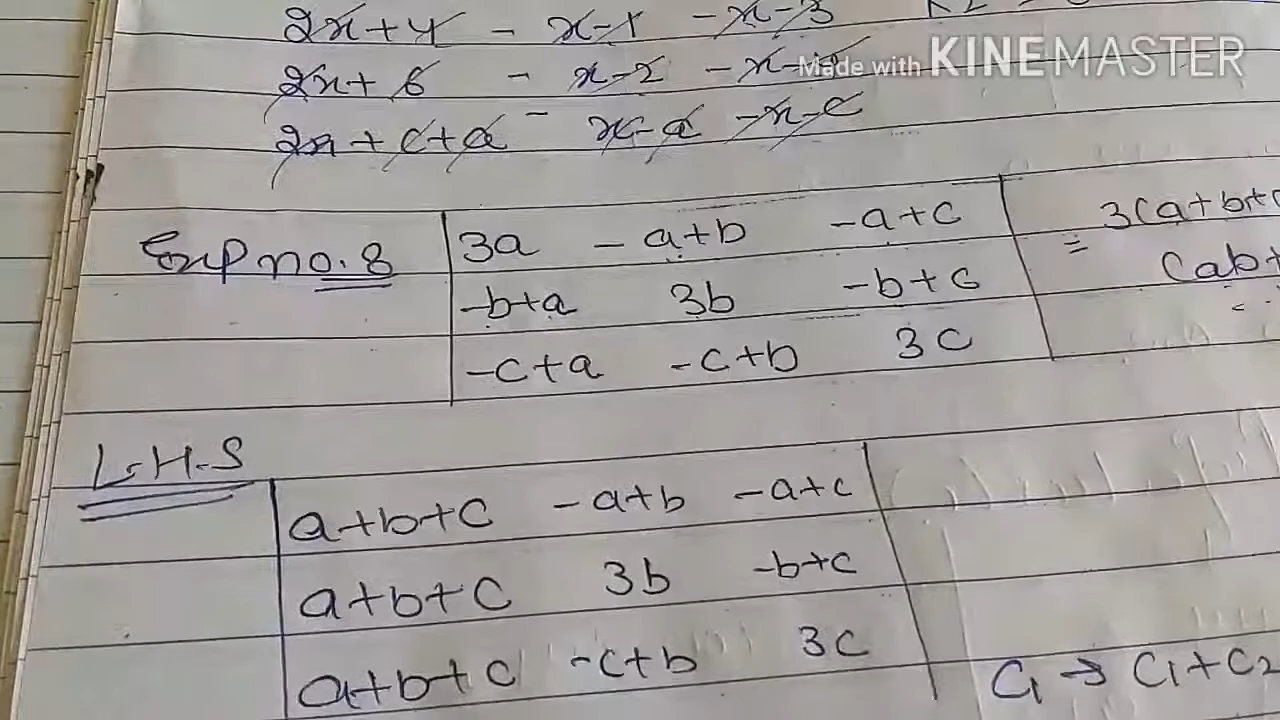 2x+4 - x-1 -x-3
Made with KINEMASTER
2x+6 - x-2 -x-
2x+c+a - x-a -x-c
Exp no. 8
3a -a+b -a+c
= 3(a+b+c
-b+a 3b -b+c
(ab+
-c+a -c+b 3c
L.H.S
a+b+c -a+b -a+c
a+b+c 3b -b+c
a+b+c -c+b 3c
C1 → C1+C2